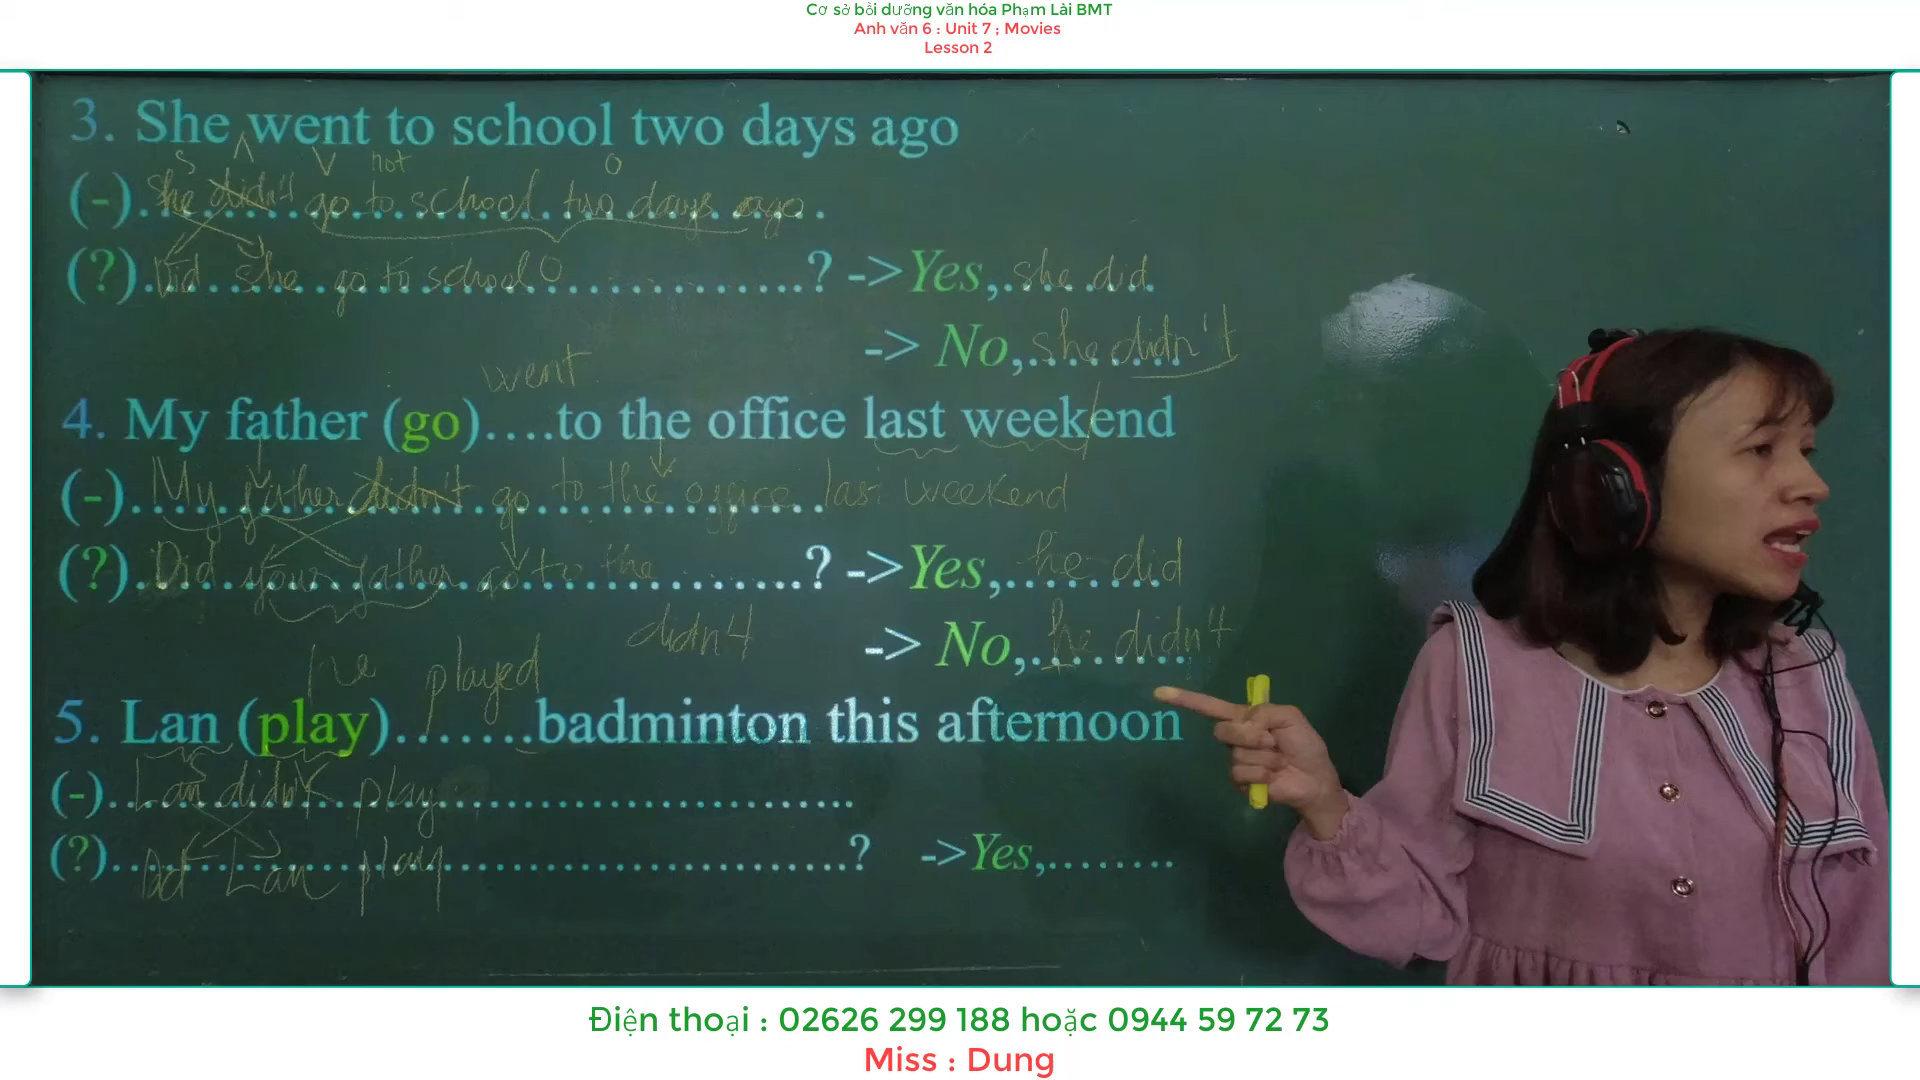 Cơ sở bồi dưỡng văn hóa Phạm Lải BMT
Anh văn 6 : Unit 7 ; Movies
Lesson 2
3. She went to school two days ago
S V not O
(-) She didn't go to school two days ago.
(?) Did she go to school O ? -> Yes, she did
-> No, she didn't
went
4. My father (go)....to the office last weekend
(-) My father didn't go to the office last weekend
(?) Did your father go to the ? -> Yes, he did
didn't -> No, he didn't
played
5. Lan (play).......badminton this afternoon
(-) Lan didn't play
(?) Did Lan play ? -> Yes,........
Điện thoại : 02626 299 188 hoặc 0944 59 72 73
Miss : Dung